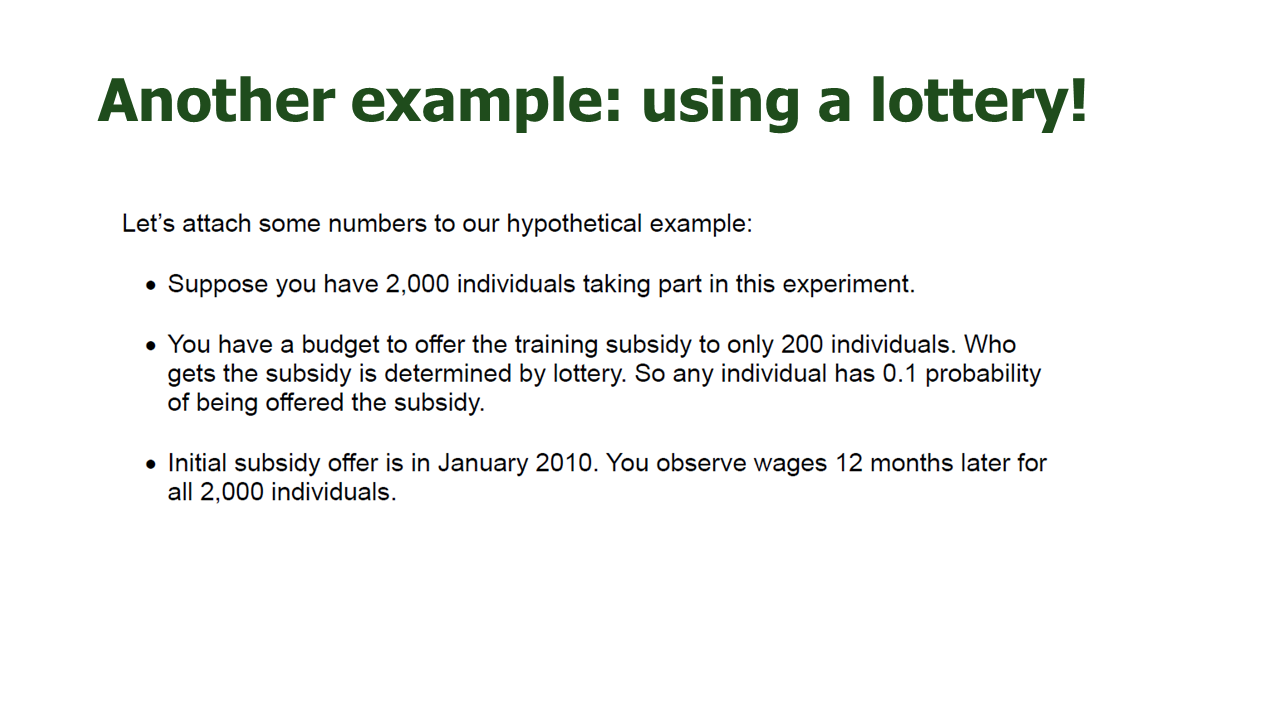 Another example: using a lottery!
Let’s attach some numbers to our hypothetical example:
• Suppose you have 2,000 individuals taking part in this experiment.
• You have a budget to offer the training subsidy to only 200 individuals. Who
gets the subsidy is determined by lottery. So any individual has 0.1 probability
of being offered the subsidy.
• Initial subsidy offer is in January 2010. You observe wages 12 months later for
all 2,000 individuals.